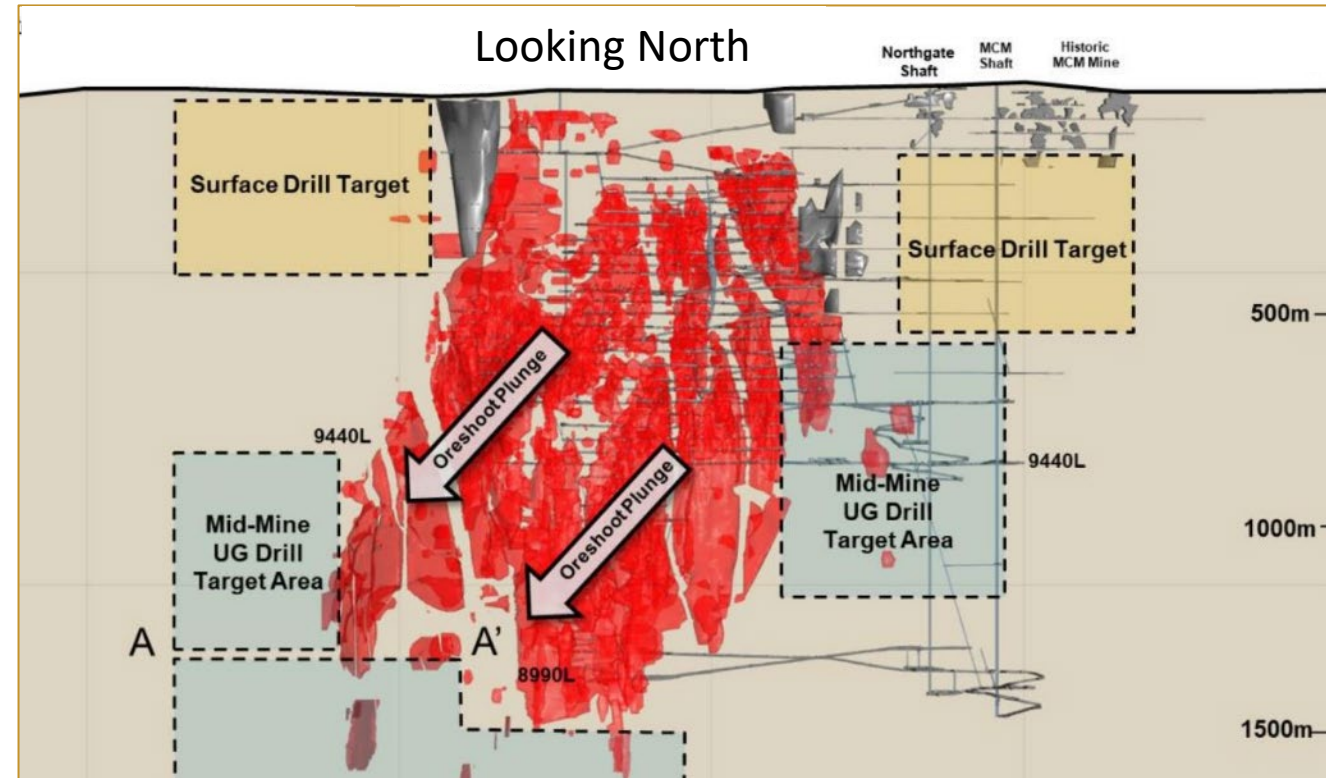 Looking North
Northgate
Shaft
MCM
Shaft
Historic
MCM Mine
Surface Drill Target
Surface Drill Target
500m
Oreshoot Plunge
9440L
Oreshoot Plunge
9440L
Mid-Mine
UG Drill
Target Area
Mid-Mine
UG Drill
Target Area
1000m
A
A'
8990L
1500m